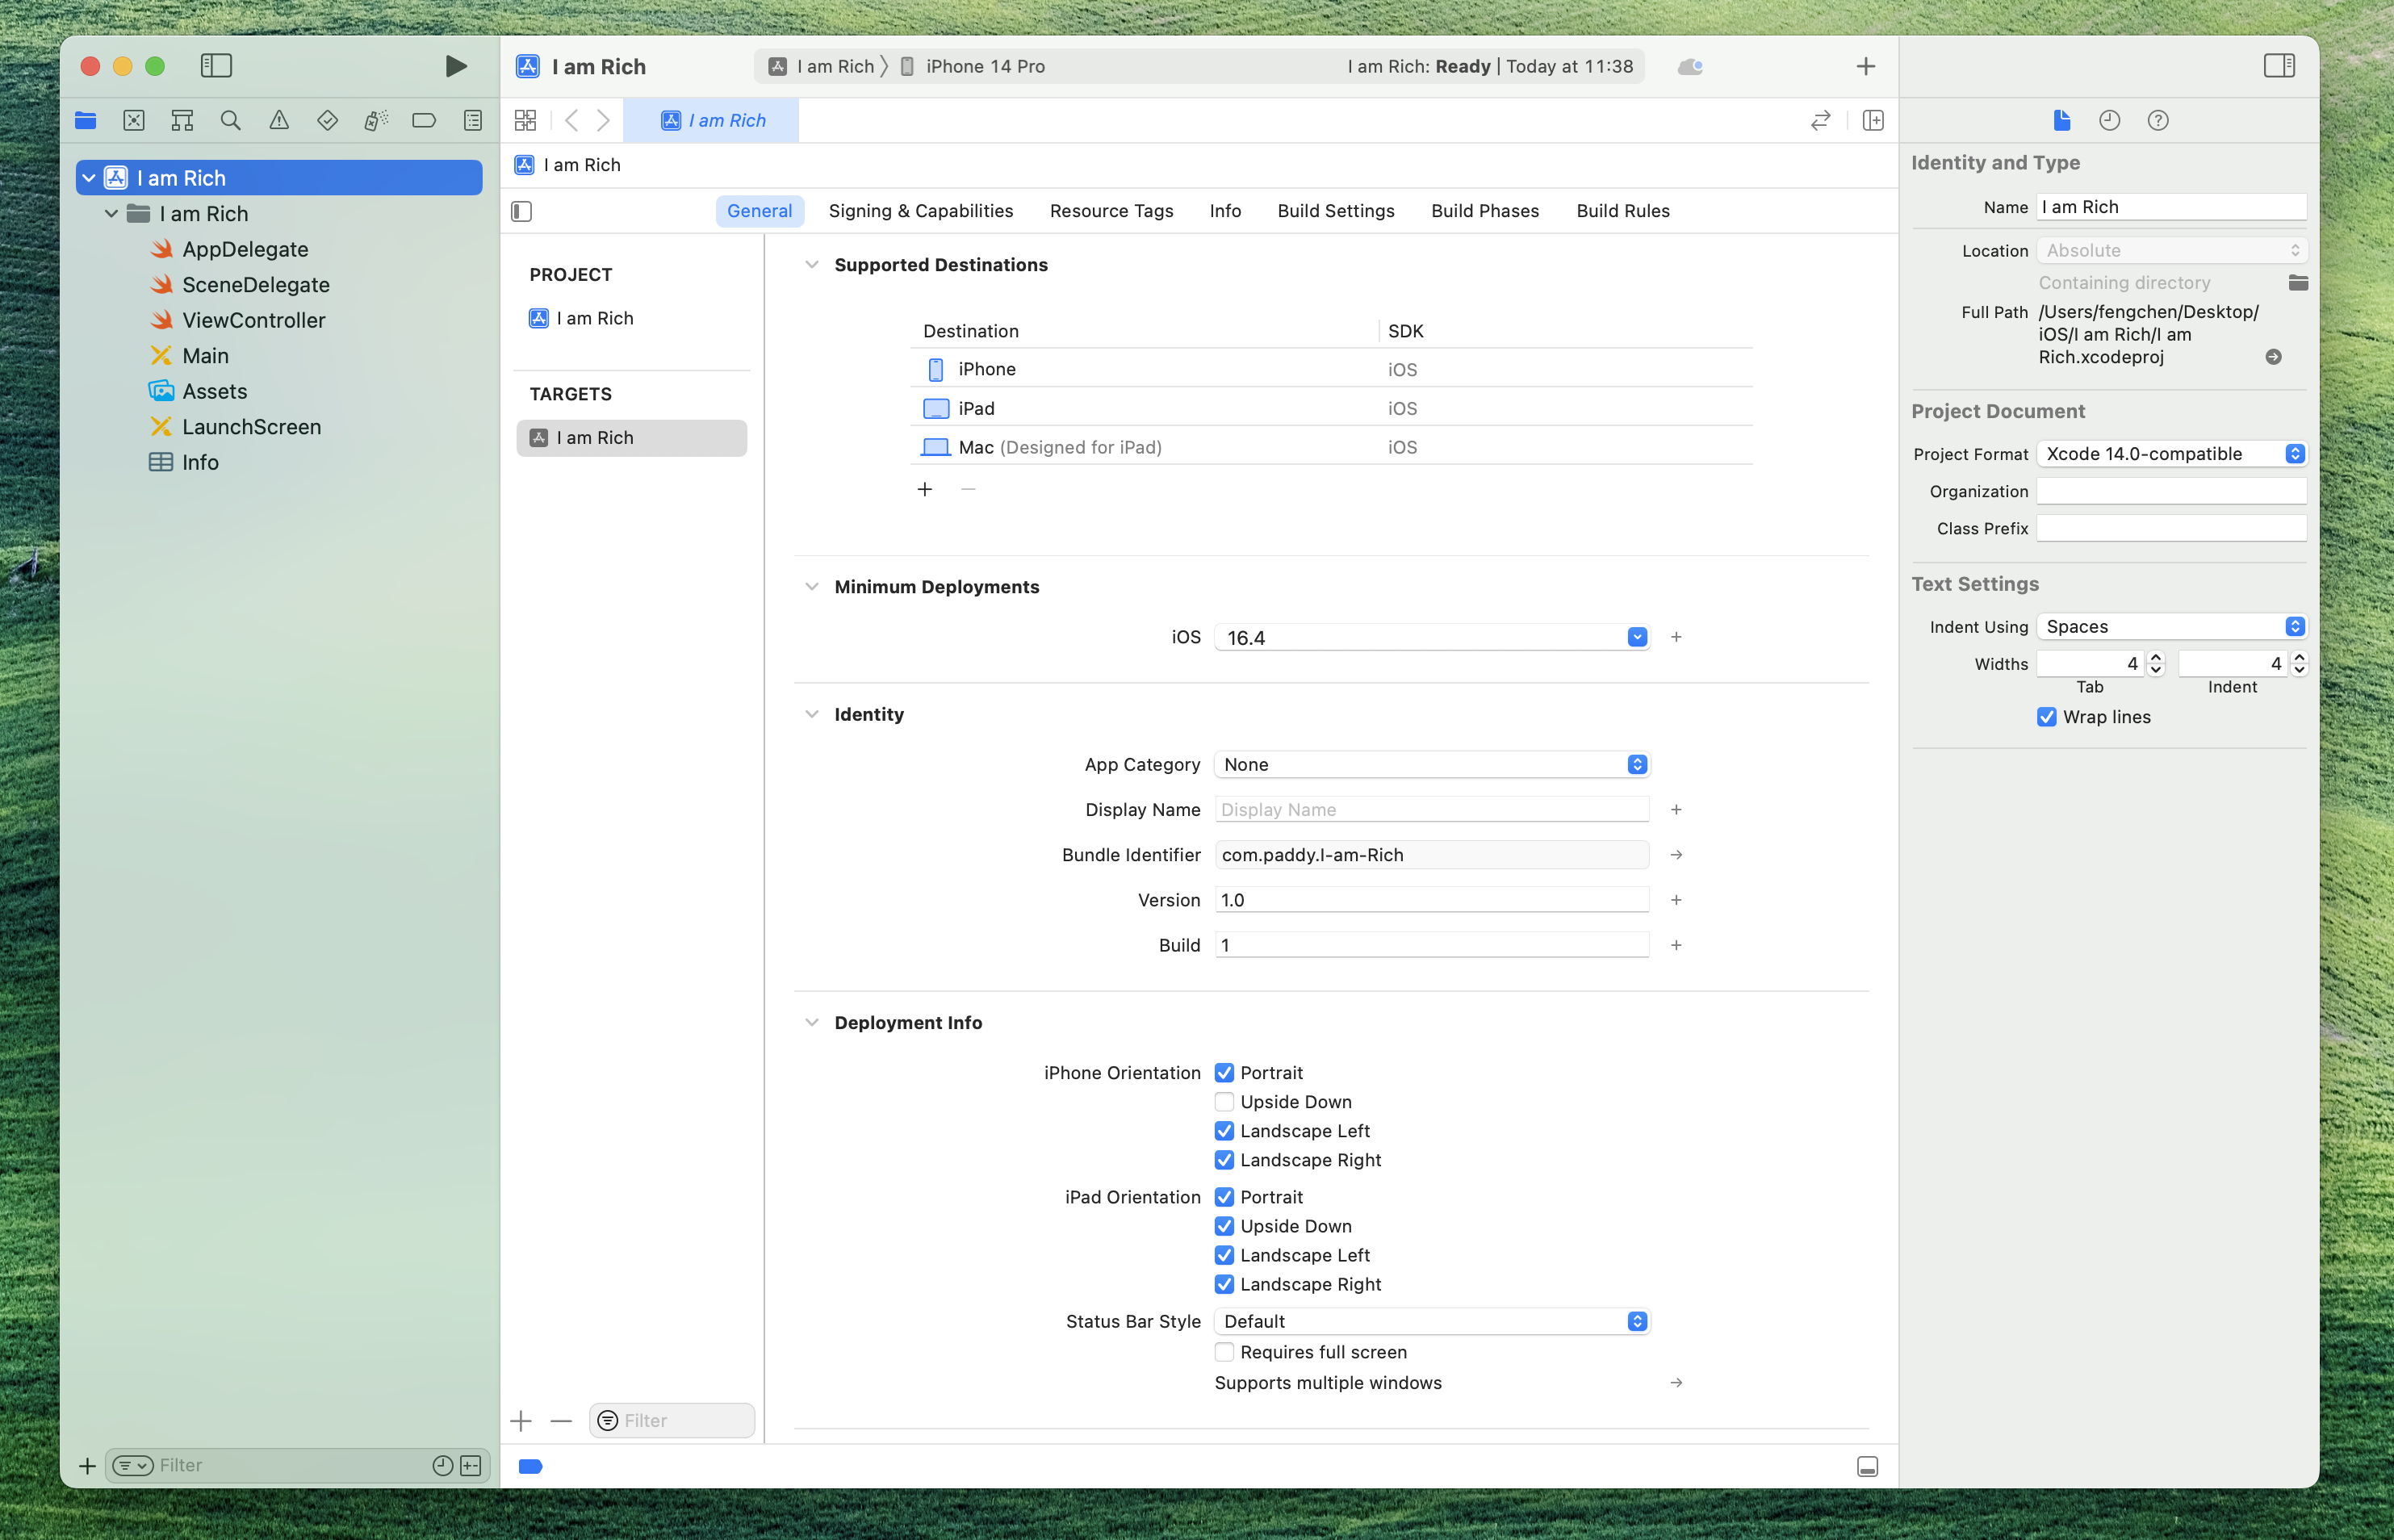 I am Rich
I am Rich
iPhone 14 Pro
I am Rich: Ready | Today at 11:38
I am Rich
I am Rich
I am Rich
AppDelegate
SceneDelegate
ViewController
Main
Assets
LaunchScreen
Info
Filter
I am Rich
General
Signing & Capabilities
Resource Tags
Info
Build Settings
Build Phases
Build Rules
PROJECT
I am Rich
TARGETS
I am Rich
Filter
Supported Destinations
Destination
SDK
iPhone
iOS
iPad
iOS
Mac (Designed for iPad)
iOS
Minimum Deployments
iOS
16.4
Identity
App Category
None
Display Name
Display Name
Bundle Identifier
com.paddy.I-am-Rich
Version
1.0
Build
1
Deployment Info
iPhone Orientation
Portrait
Upside Down
Landscape Left
Landscape Right
iPad Orientation
Portrait
Upside Down
Landscape Left
Landscape Right
Status Bar Style
Default
Requires full screen
Supports multiple windows
Identity and Type
Name
I am Rich
Location
Absolute
Containing directory
Full Path
/Users/fengchen/Desktop/
iOS/I am Rich/I am
Rich.xcodeproj
Project Document
Project Format
Xcode 14.0-compatible
Organization
Class Prefix
Text Settings
Indent Using
Spaces
Widths
4
4
Tab
Indent
Wrap lines